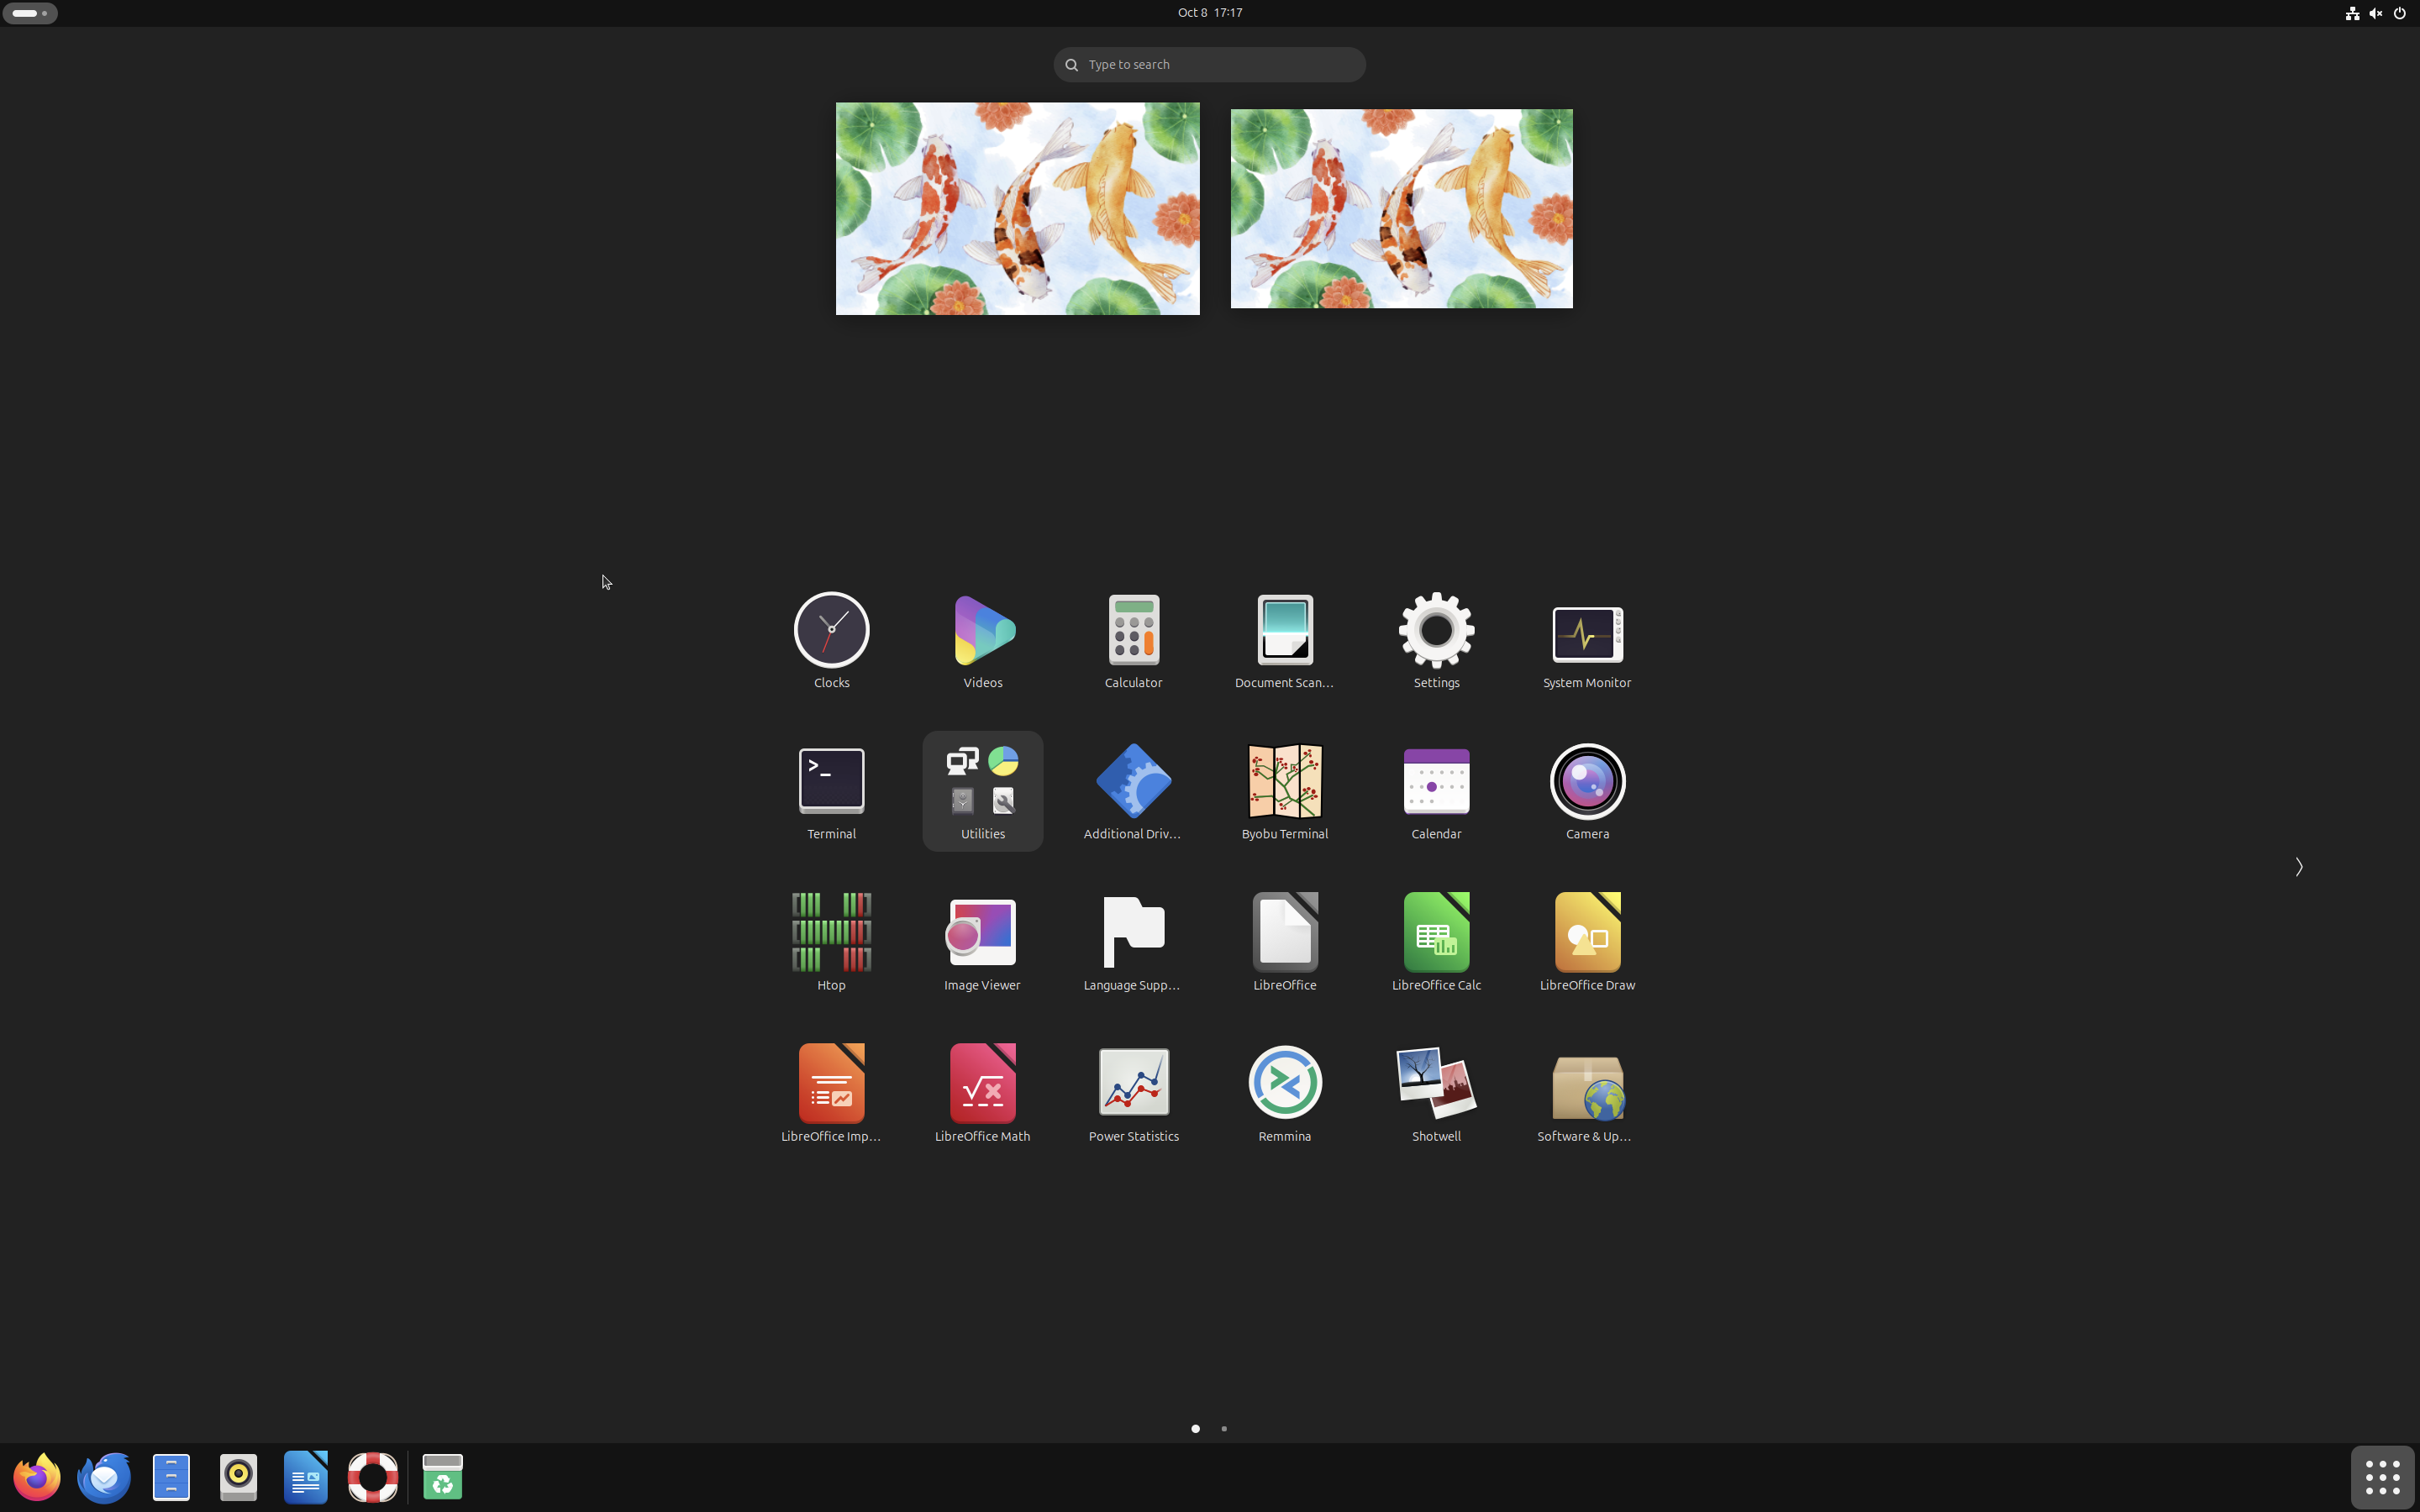 Oct 8 17:17
Type to search
Clocks
Videos
Calculator
Document Scan...
Settings
System Monitor
>_
Terminal
Utilities
Additional Driv...
Byobu Terminal
Calendar
Camera
Htop
Image Viewer
Language Supp...
LibreOffice
LibreOffice Calc
LibreOffice Draw
LibreOffice Imp...
LibreOffice Math
Power Statistics
Remmina
Shotwell
Software & Up...